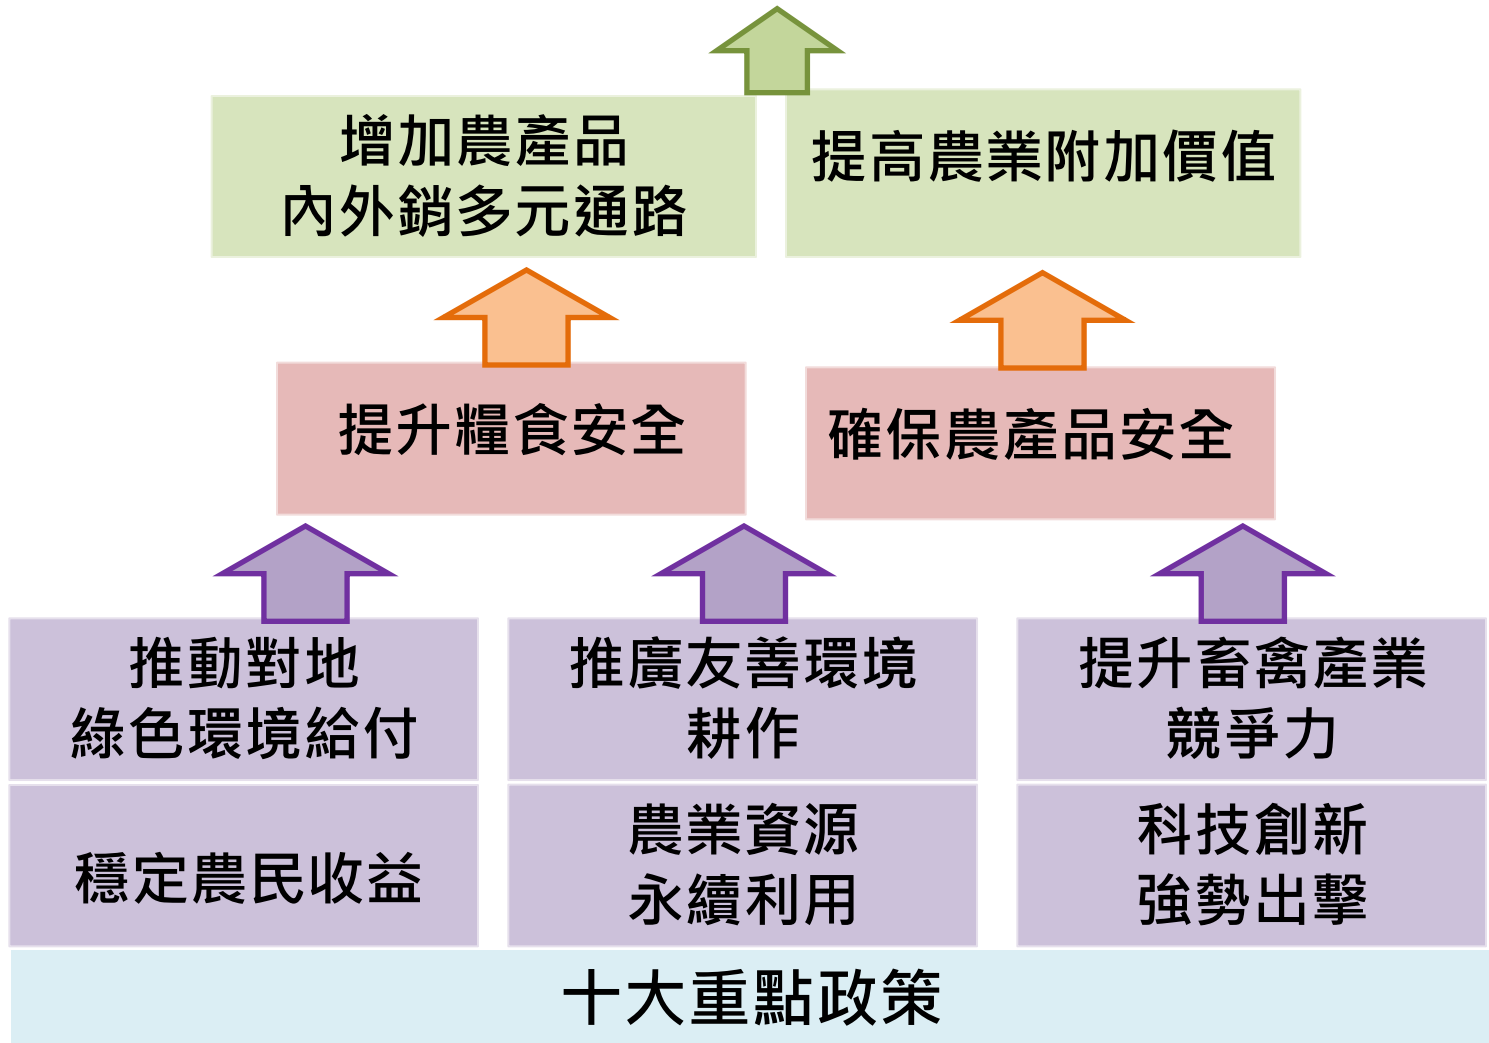 增加農產品
內外銷多元通路
提高農業附加價值
提升糧食安全
確保農產品安全
推動對地
綠色環境給付
推廣友善環境
耕作
提升畜禽產業
競爭力
穩定農民收益
農業資源
永續利用
科技創新
強勢出擊
十大重點政策